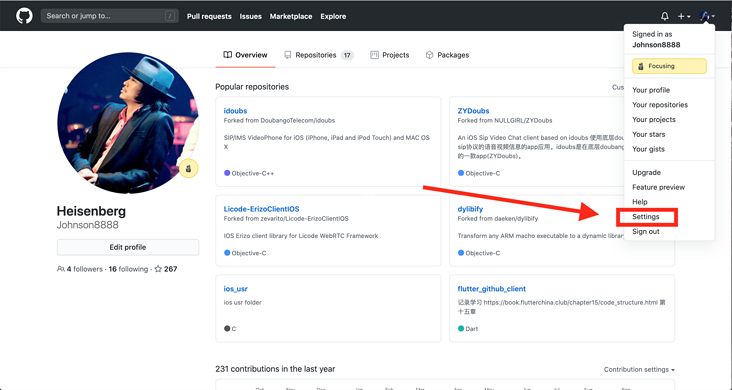 Search or jump to...
/
Pull requests
Issues
Marketplace
Explore
Signed in as
Johnson8888
Focusing
Your profile
Your repositories
Your projects
Your stars
Your gists
Upgrade
Feature preview
Help
Settings
Sign out
Overview
Repositories 17
Projects
Packages
Heisenberg
Johnson8888
Edit profile
4 followers · 16 following · 267
Popular repositories
Cus
idoubs
Forked from DoubangoTelecom/idoubs
SIP/IMS VideoPhone for iOS (iPhone, iPad and iPod Touch) and MAC OS
X
Objective-C++
ZYDoubs
Forked from NULLGIRL/ZYDoubs
An iOS Sip Video Chat client based on idoubs 使用底层dou
sip协议的语音视频信息的app应用。idoubs是在底层doubang
的一款app(ZYDoubs)。
Objective-C
Licode-ErizoClientIOS
Forked from zevarito/Licode-ErizoClientIOS
IOS Erizo client library for Licode WebRTC Framework
Objective-C
dylibify
Forked from daeken/dylibify
Transform any ARM macho executable to a dynamic library
Objective-C
ios_usr
ios usr folder
C
flutter_github_client
记录学习 https://book.flutterchina.club/chapter15/code_structure.html 第
十五章
Dart
231 contributions in the last year
Contribution settings